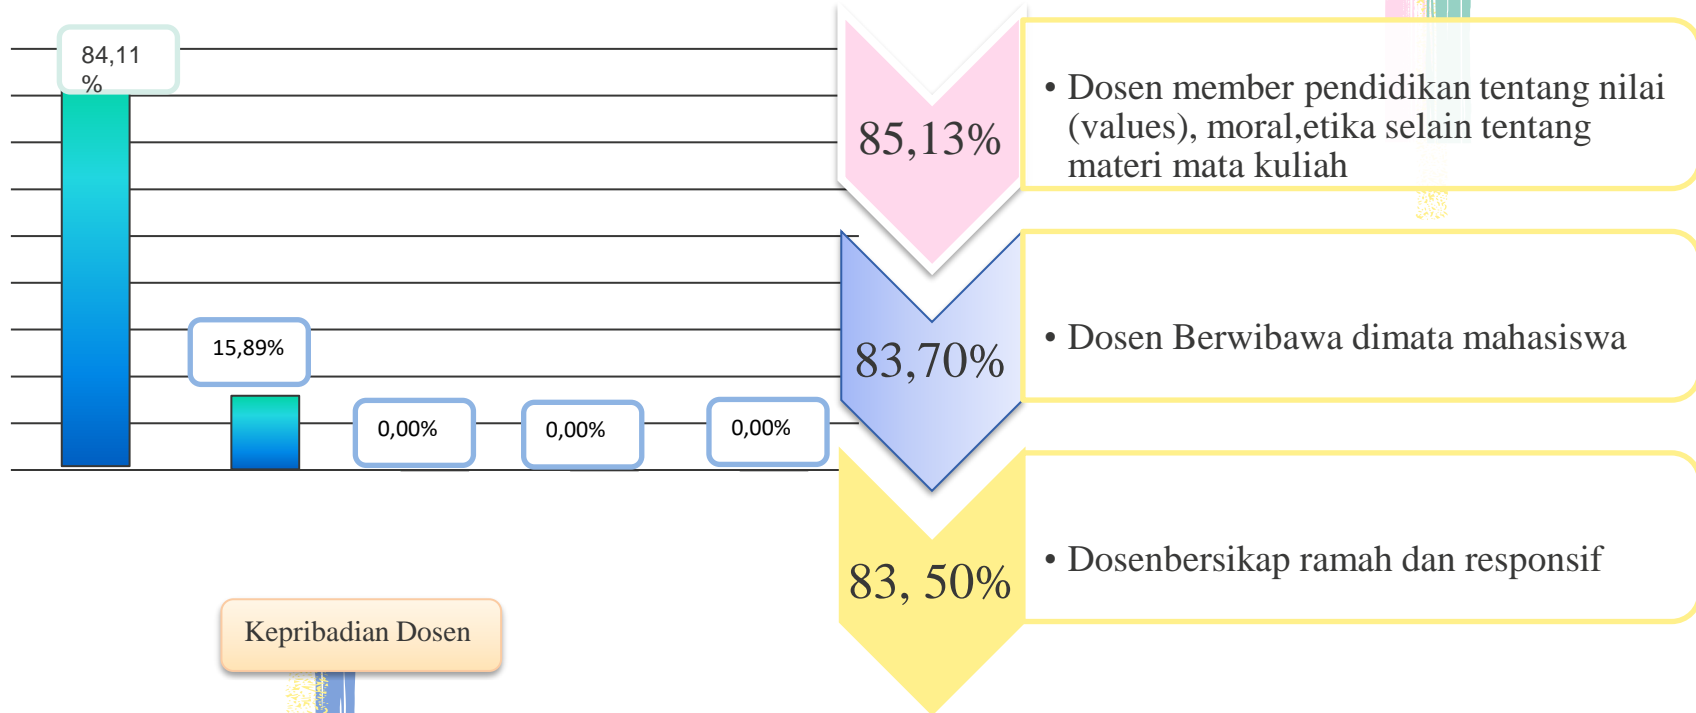 84,11
%
15,89%
0,00%
0,00%
0,00%
Kepribadian Dosen
85,13%
• Dosen member pendidikan tentang nilai
(values), moral,etika selain tentang
materi mata kuliah
83,70%
• Dosen Berwibawa dimata mahasiswa
83, 50%
• Dosenbersikap ramah dan responsif